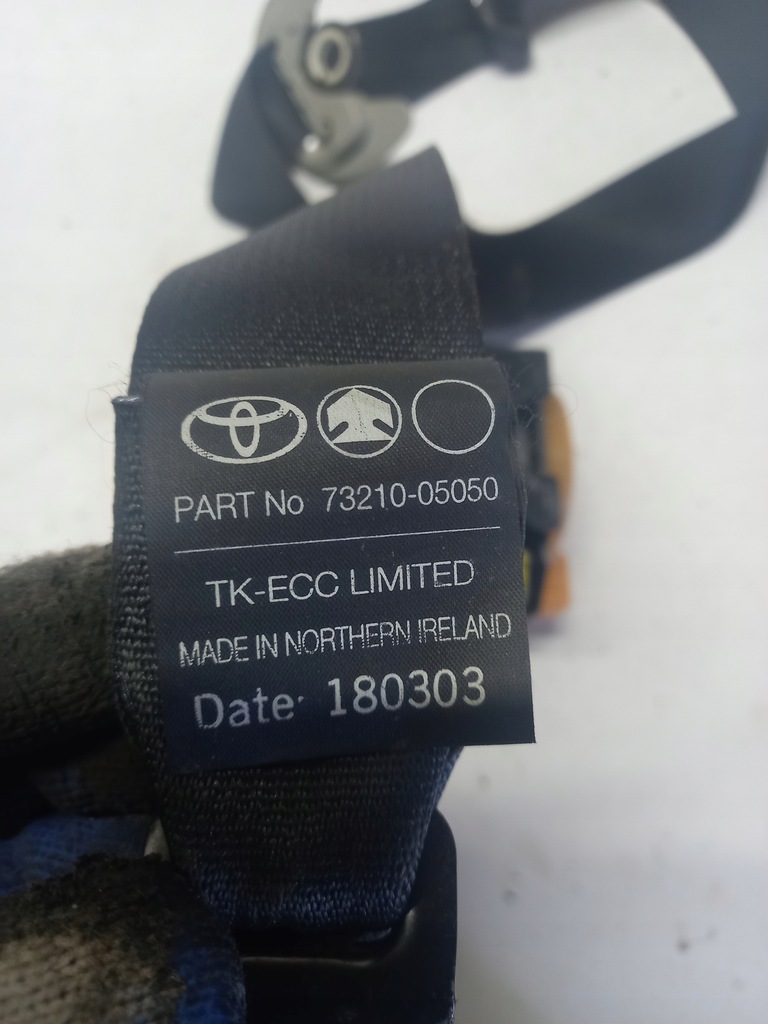 PART No 73210-05050
TK-ECC LIMITED
MADE IN NORTHERN IRELAND
Date: 180303